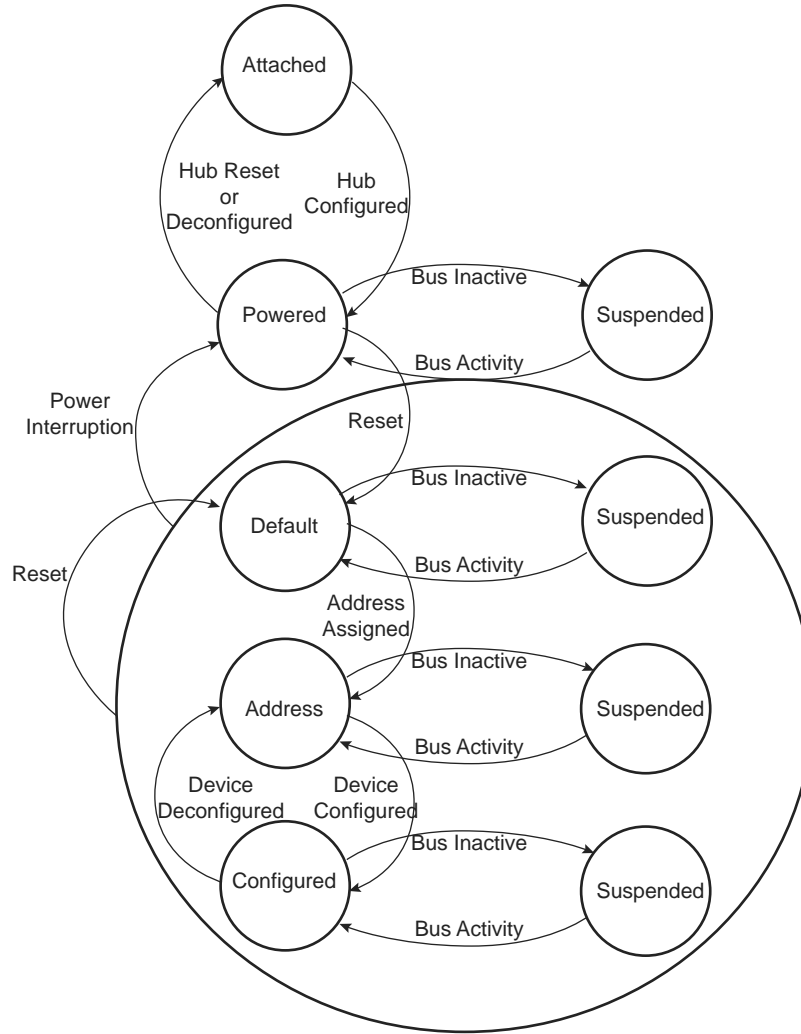 Attached
Hub Reset
or
Deconfigured
Hub
Configured
Bus Inactive
Powered
Suspended
Bus Activity
Power
Interruption
Reset
Bus Inactive
Default
Suspended
Bus Activity
Reset
Address
Assigned
Bus Inactive
Address
Suspended
Bus Activity
Device
Deconfigured
Device
Configured
Bus Inactive
Configured
Suspended
Bus Activity